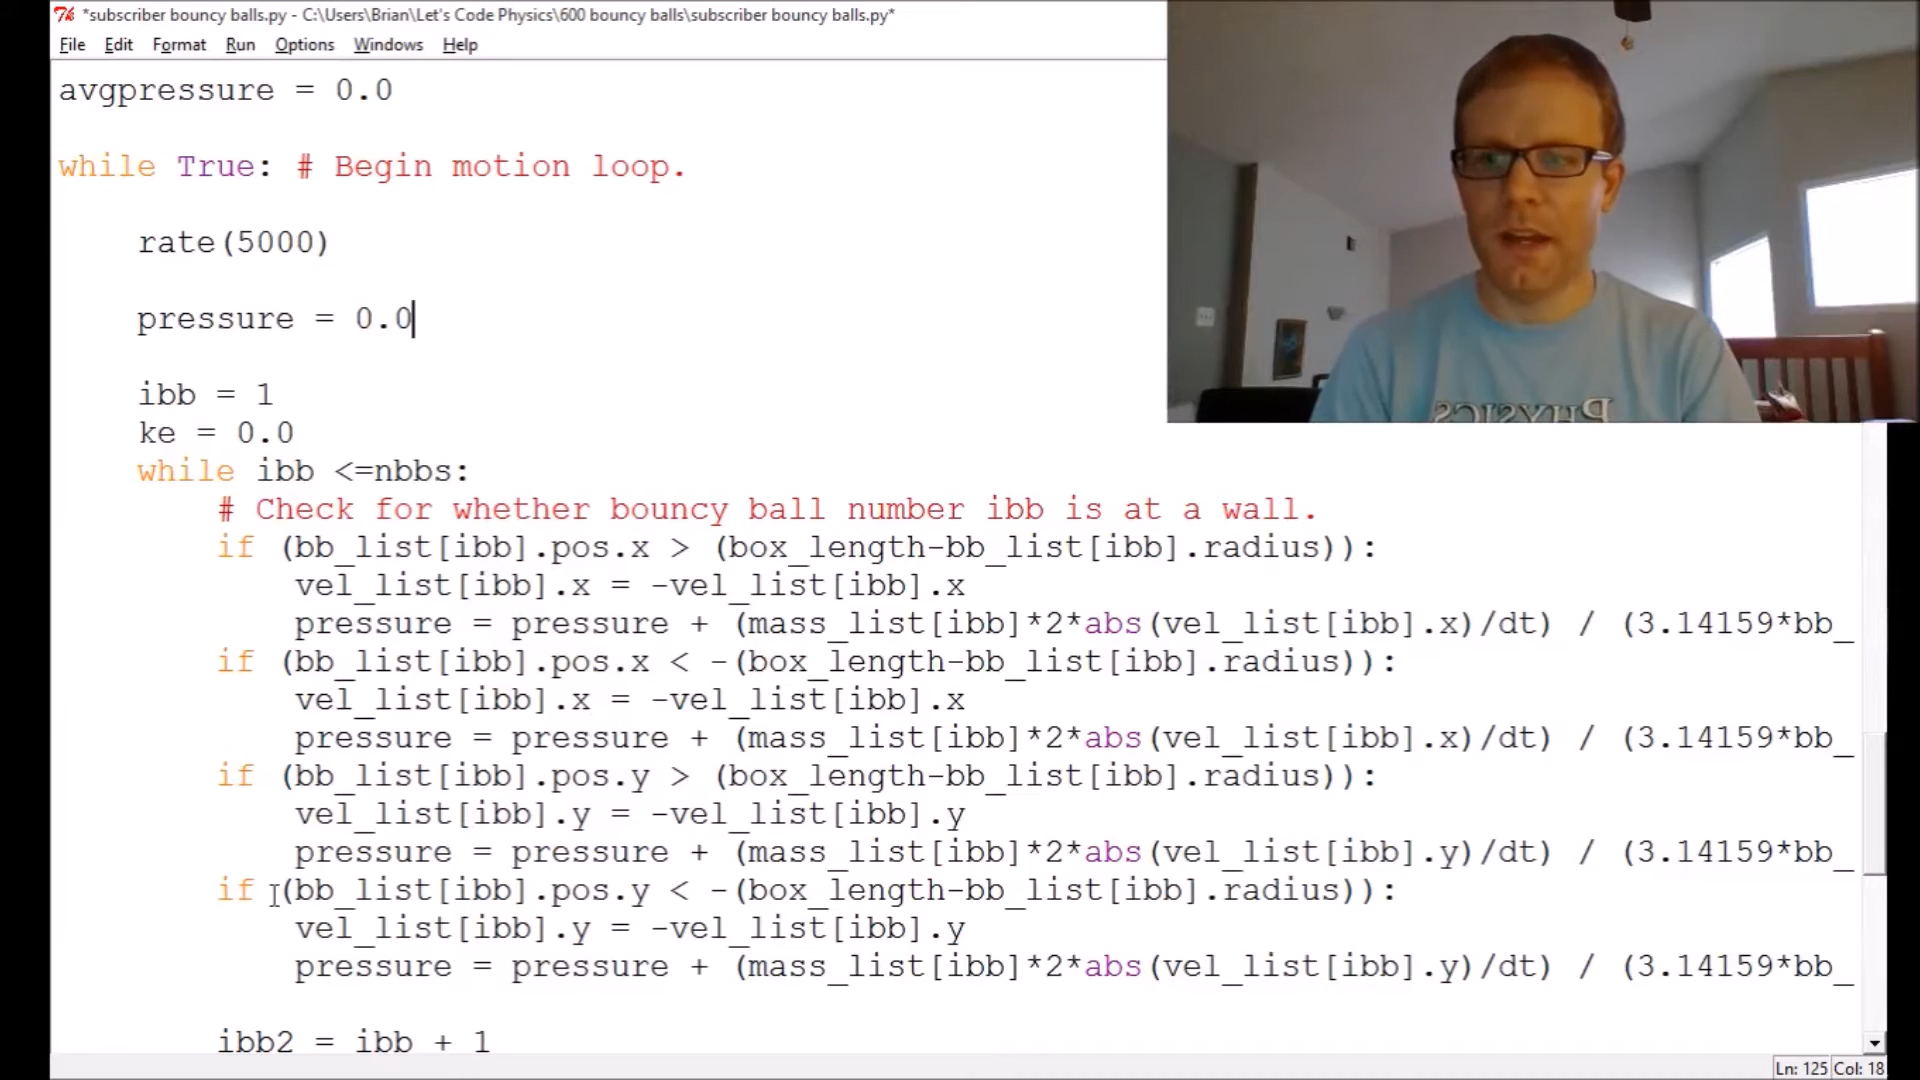 *subscriber bouncy balls.py - C:\Users\Brian\Let's Code Physics\600 bouncy balls\subscriber bouncy balls.py*
File Edit Format Run Options Windows Help
avgpressure = 0.0
while True: # Begin motion loop.
rate(5000)
pressure = 0.0
ibb = 1
ke = 0.0
while ibb <=nbbs:
# Check for whether bouncy ball number ibb is at a wall.
if (bb_list[ibb].pos.x > (box_length-bb_list[ibb].radius)):
vel_list[ibb].x = -vel_list[ibb].x
pressure = pressure + (mass_list[ibb]*2*abs(vel_list[ibb].x)/dt) / (3.14159*bb_
if (bb_list[ibb].pos.x < -(box_length-bb_list[ibb].radius)):
vel_list[ibb].x = -vel_list[ibb].x
pressure = pressure + (mass_list[ibb]*2*abs(vel_list[ibb].x)/dt) / (3.14159*bb_
if (bb_list[ibb].pos.y > (box_length-bb_list[ibb].radius)):
vel_list[ibb].y = -vel_list[ibb].y
pressure = pressure + (mass_list[ibb]*2*abs(vel_list[ibb].y)/dt) / (3.14159*bb_
if (bb_list[ibb].pos.y < -(box_length-bb_list[ibb].radius)):
vel_list[ibb].y = -vel_list[ibb].y
pressure = pressure + (mass_list[ibb]*2*abs(vel_list[ibb].y)/dt) / (3.14159*bb_
ibb2 = ibb + 1
Ln: 125 Col: 18
PHYSICS